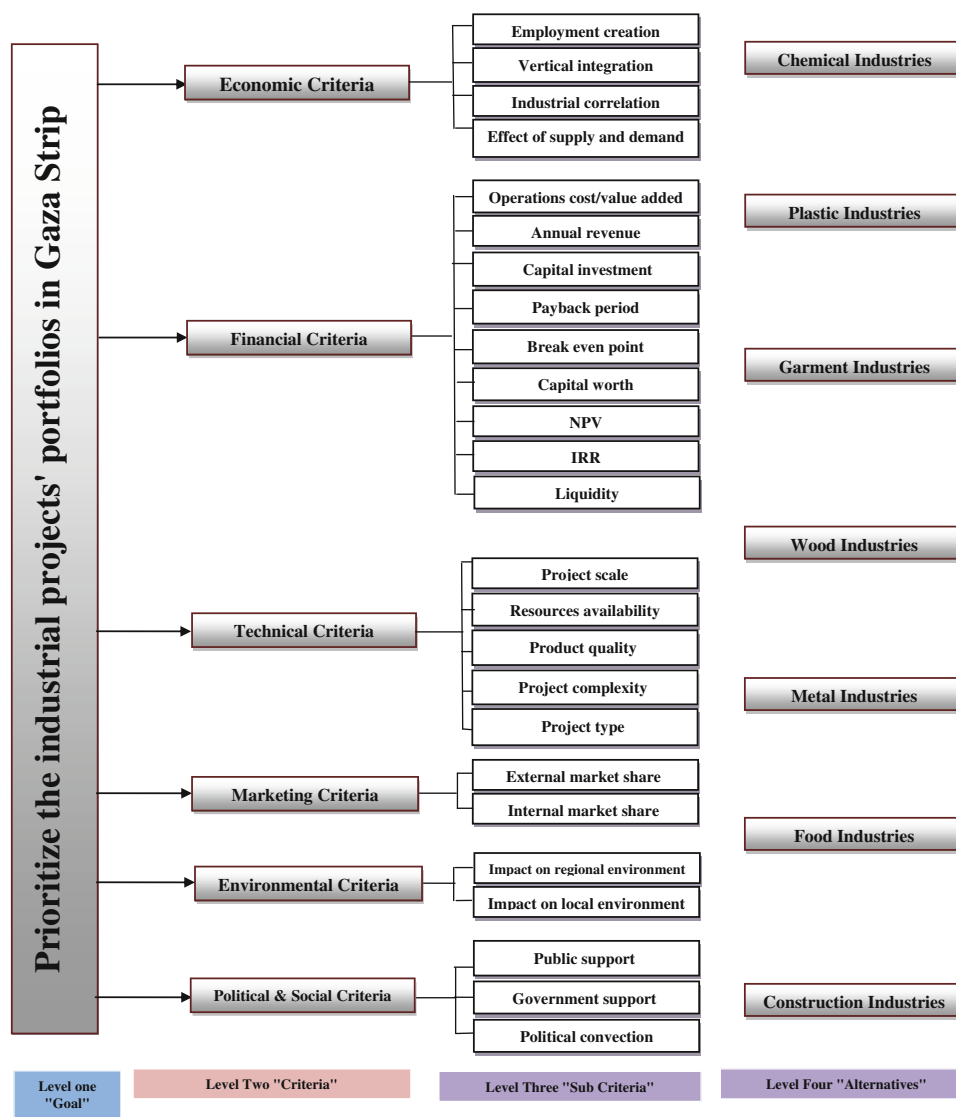 Prioritize the industrial projects' portfolios in Gaza Strip
Economic Criteria
Employment creation
Vertical integration
Industrial correlation
Effect of supply and demand
Financial Criteria
Operations cost/value added
Annual revenue
Capital investment
Payback period
Break even point
Capital worth
NPV
IRR
Liquidity
Technical Criteria
Project scale
Resources availability
Product quality
Project complexity
Project type
Marketing Criteria
External market share
Internal market share
Environmental Criteria
Impact on regional environment
Impact on local environment
Political & Social Criteria
Public support
Government support
Political convection
Chemical Industries
Plastic Industries
Garment Industries
Wood Industries
Metal Industries
Food Industries
Construction Industries
Level one
"Goal"
Level Two "Criteria"
Level Three "Sub Criteria"
Level Four "Alternatives"